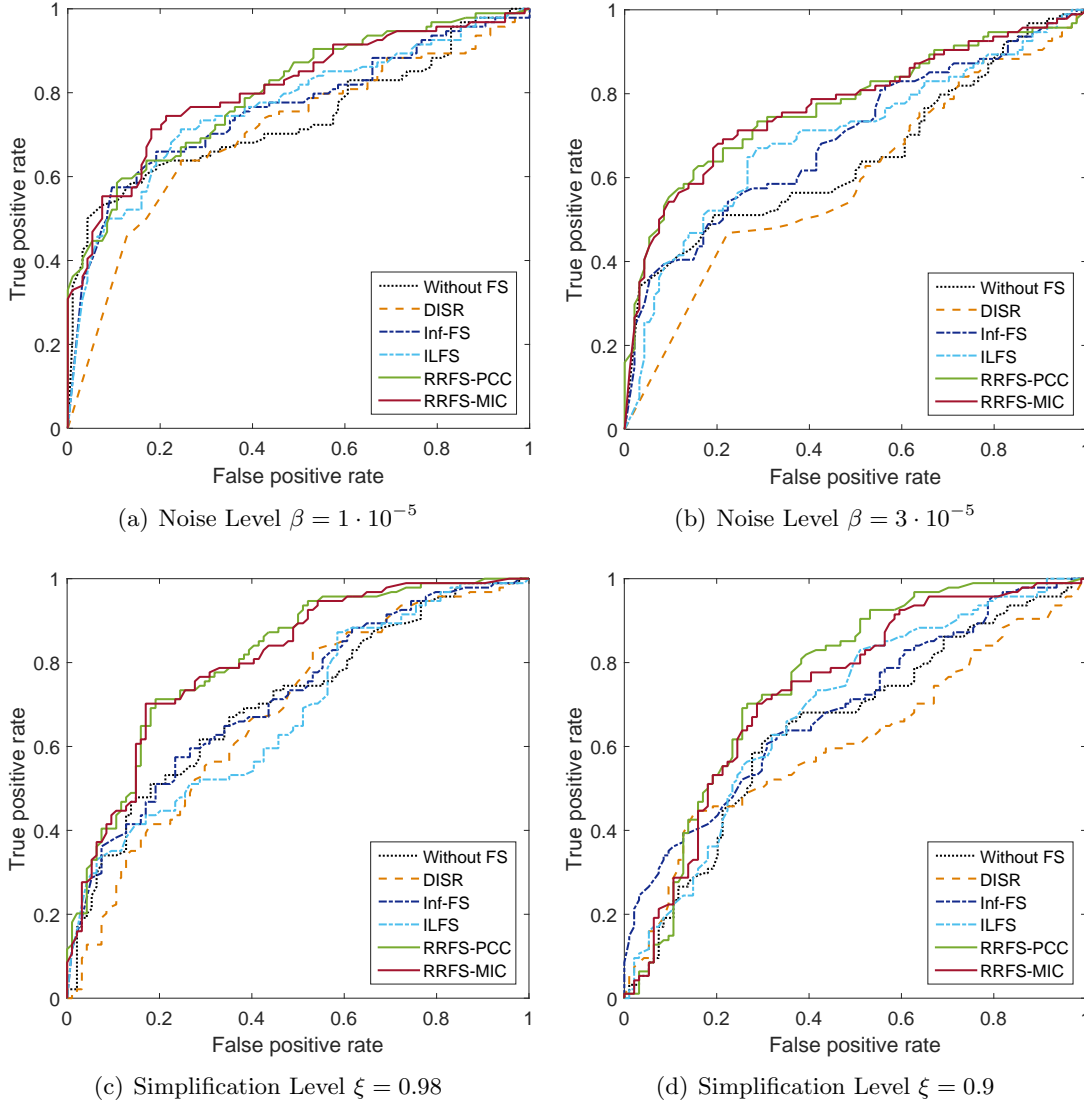 1
0.8
0.6
0.4
0.2
0
0 0.2 0.4 0.6 0.8 1
True positive rate
False positive rate
Without FS
DISR
Inf-FS
ILFS
RRFS-PCC
RRFS-MIC
(a) Noise Level β = 1 · 10⁻⁵
1
0.8
0.6
0.4
0.2
0
0 0.2 0.4 0.6 0.8 1
True positive rate
False positive rate
Without FS
DISR
Inf-FS
ILFS
RRFS-PCC
RRFS-MIC
(b) Noise Level β = 3 · 10⁻⁵
1
0.8
0.6
0.4
0.2
0
0 0.2 0.4 0.6 0.8 1
True positive rate
False positive rate
Without FS
DISR
Inf-FS
ILFS
RRFS-PCC
RRFS-MIC
(c) Simplification Level ξ = 0.98
1
0.8
0.6
0.4
0.2
0
0 0.2 0.4 0.6 0.8 1
True positive rate
False positive rate
Without FS
DISR
Inf-FS
ILFS
RRFS-PCC
RRFS-MIC
(d) Simplification Level ξ = 0.9